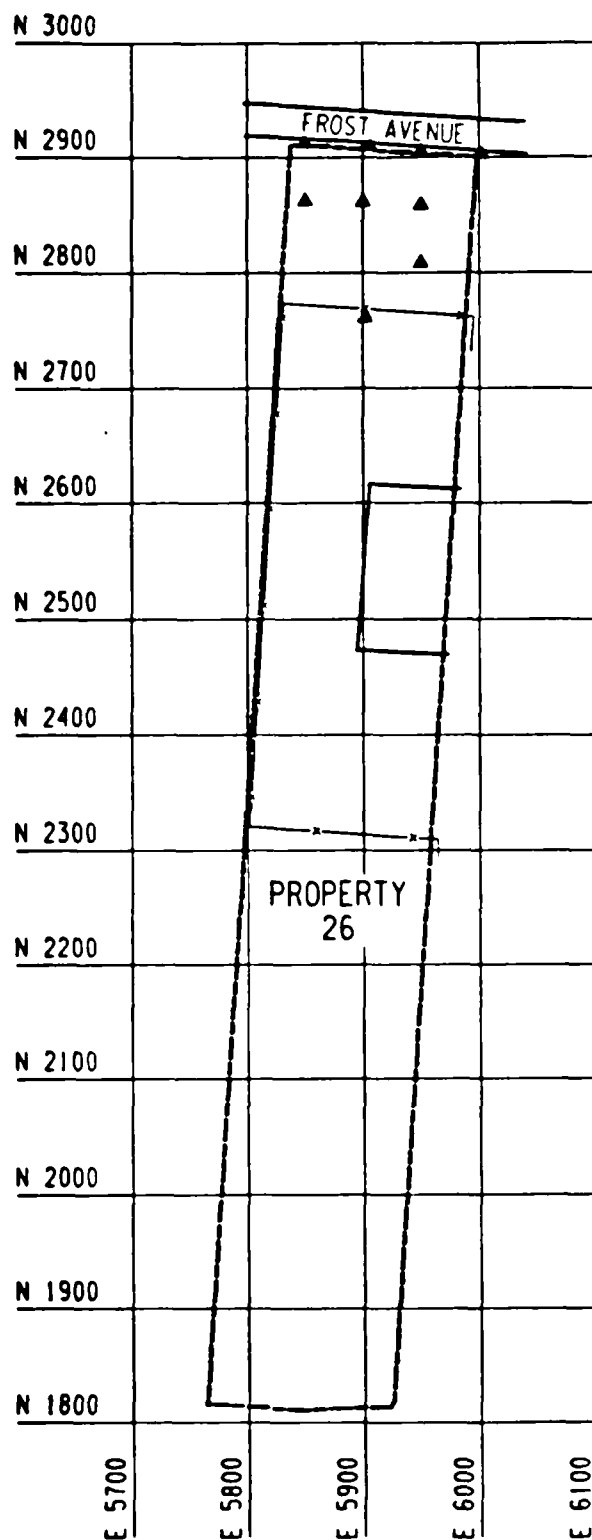 N 3000
FROST AVENUE
N 2900
N 2800
N 2700
N 2600
N 2500
N 2400
N 2300
PROPERTY
26
N 2200
N 2100
N 2000
N 1900
N 1800
E 5700
E 5800
E 5900
E 6000
E 6100